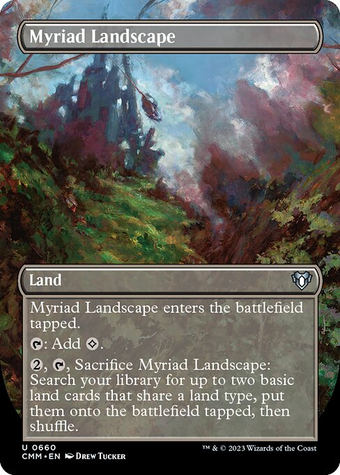 Myriad Landscape
Land
Myriad Landscape enters the battlefield
tapped.
: Add .
2, , Sacrifice Myriad Landscape:
Search your library for up to two basic
land cards that share a land type, put
them onto the battlefield tapped, then
shuffle.
U 0660
CMM • EN Drew Tucker
™ & © 2023 Wizards of the Coast